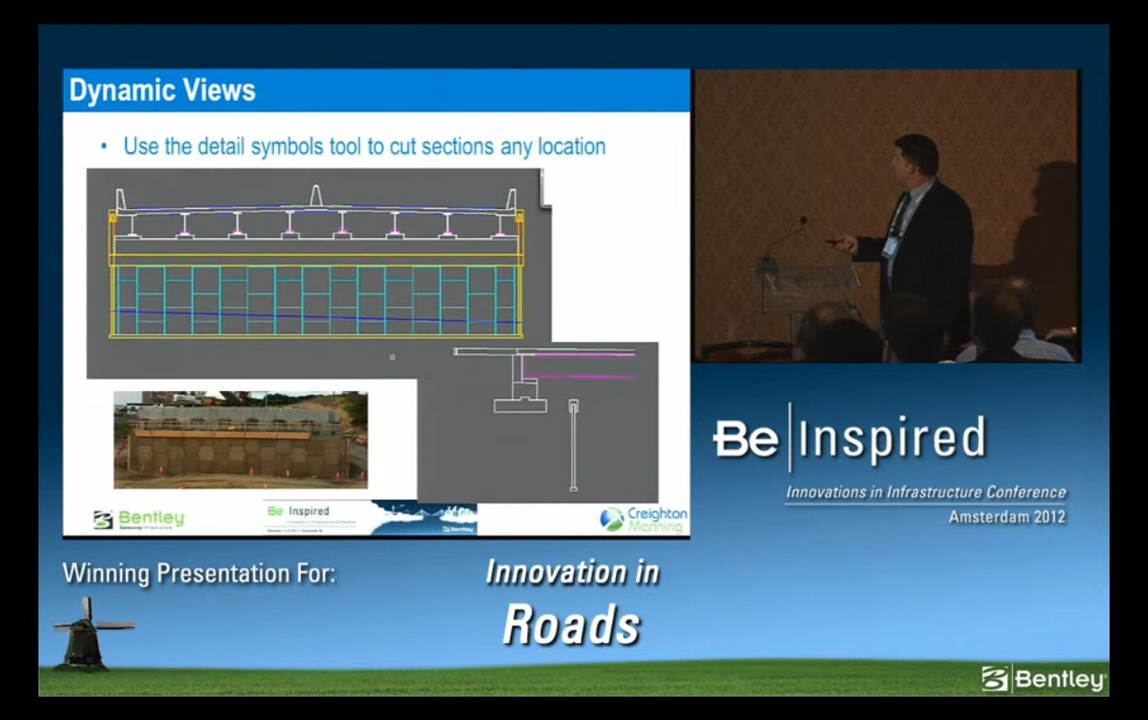 Dynamic Views
• Use the detail symbols tool to cut sections any location
Bentley
Be Inspired
Bentley
Creighton
Manning
Be Inspired
Innovations in Infrastructure Conference
Amsterdam 2012
Winning Presentation For:
Innovation in
Roads
Bentley